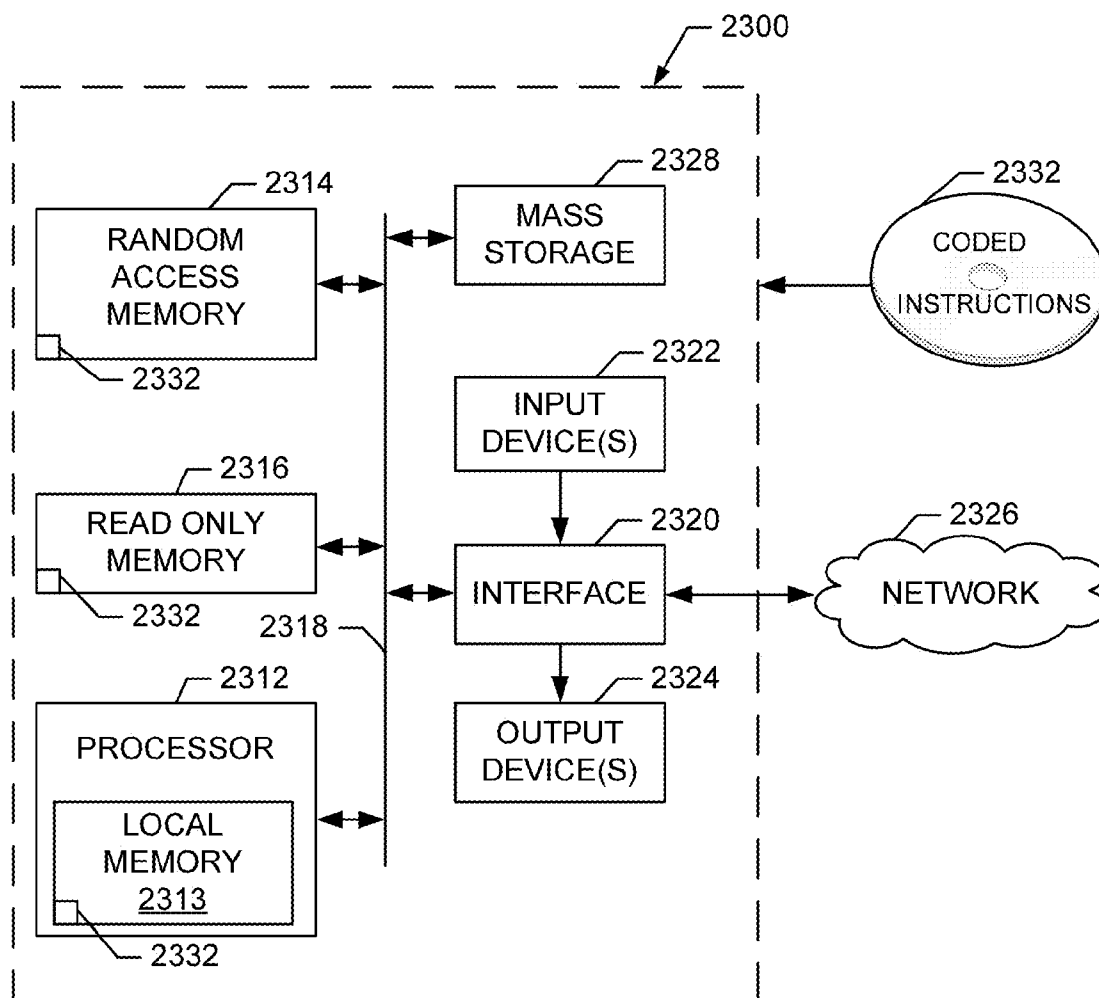 2300
2314
RANDOM
ACCESS
MEMORY
2332
2328
MASS
STORAGE
2332
CODED
INSTRUCTIONS
2322
INPUT
DEVICE(S)
2316
READ ONLY
MEMORY
2332
2320
INTERFACE
2326
NETWORK
2318
2312
PROCESSOR
LOCAL
MEMORY
2313
2332
2324
OUTPUT
DEVICE(S)